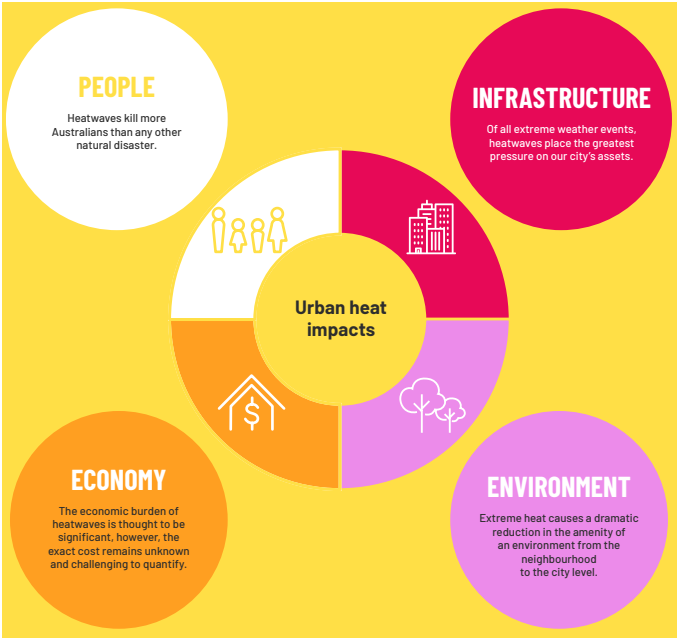 PEOPLE
Heatwaves kill more
Australians than any other
natural disaster.
INFRASTRUCTURE
Of all extreme weather events,
heatwaves place the greatest
pressure on our city's assets.
Urban heat
impacts
$
ECONOMY
The economic burden of
heatwaves is thought to be
significant, however, the
exact cost remains unknown
and challenging to quantify.
ENVIRONMENT
Extreme heat causes a dramatic
reduction in the amenity of
an environment from the
neighbourhood
to the city level.